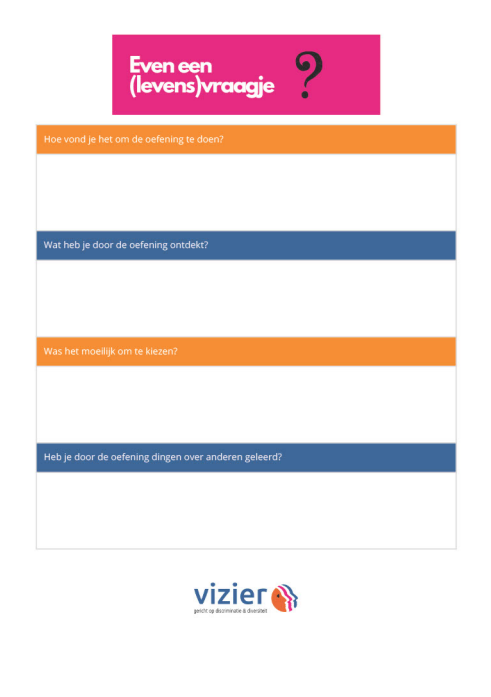 Even een
(levens)vraagje
?
Hoe vond je het om de oefening te doen?
Wat heb je door de oefening ontdekt?
Was het moeilijk om te kiezen?
Heb je door de oefening dingen over anderen geleerd?
vizier
gericht op discriminatie & diversiteit